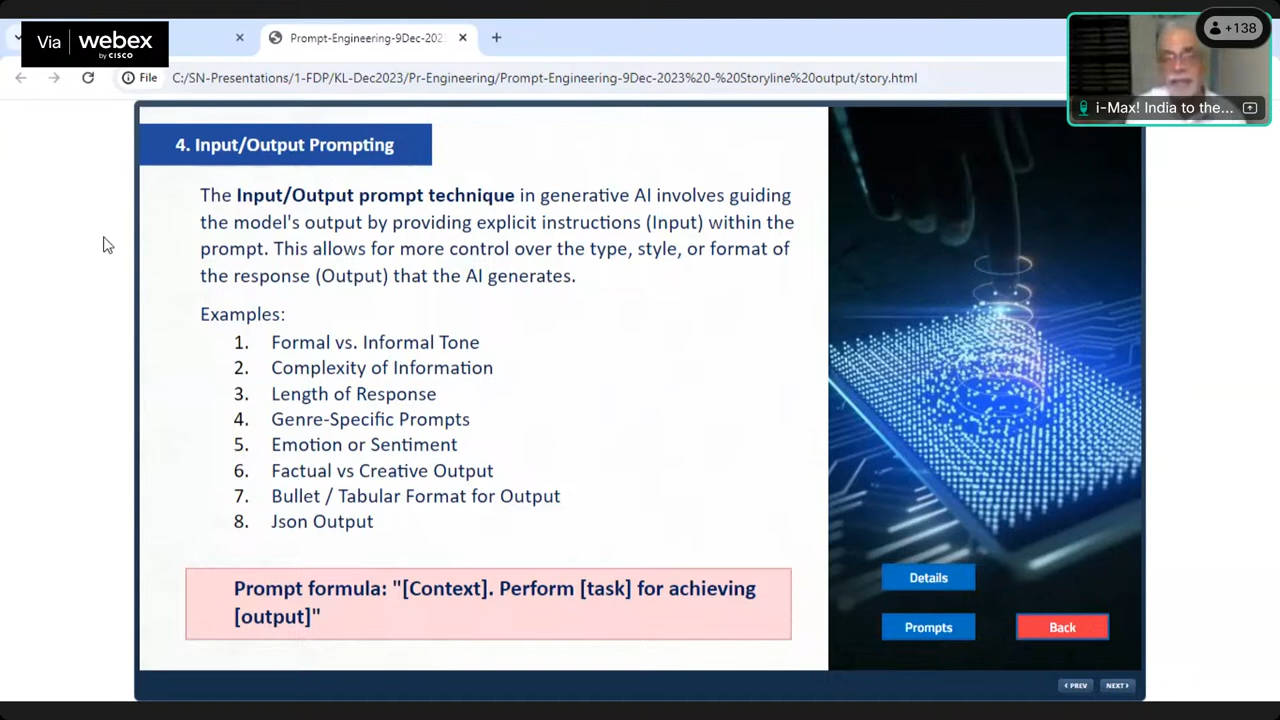 Via webex
by CISCO
Prompt-Engineering-9Dec-202
+138
File
C:/SN-Presentations/1-FDP/KL-Dec2023/Pr-Engineering/Prompt-Engineering-9Dec-2023%20-%20Storyline%20output/story.html
i-Max! India to the...
4. Input/Output Prompting
The Input/Output prompt technique in generative AI involves guiding
the model's output by providing explicit instructions (Input) within the
prompt. This allows for more control over the type, style, or format of
the response (Output) that the AI generates.
Examples:
1. Formal vs. Informal Tone
2. Complexity of Information
3. Length of Response
4. Genre-Specific Prompts
5. Emotion or Sentiment
6. Factual vs Creative Output
7. Bullet / Tabular Format for Output
8. Json Output
Prompt formula: "[Context]. Perform [task] for achieving
[output]"
Details
Prompts
Back
< PREV
NEXT >